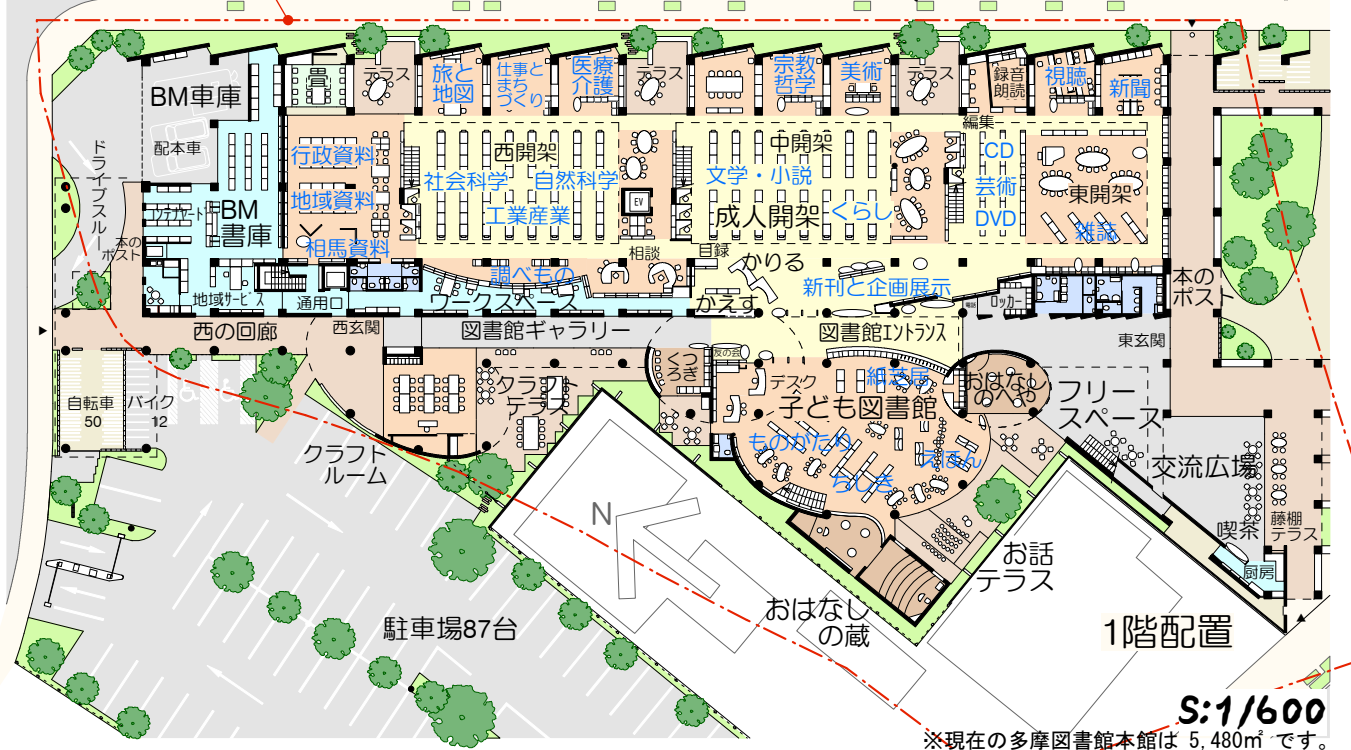 BM車庫
配本車
ドライブスルー
畳
テラス
旅と
地図
仕事と
まち
づくり
医療
介護
テラス
宗教
哲学
美術
テラス
録音
朗読
視聴
新聞
編集
行政資料
地域資料
相馬資料
西開架
社会科学
自然科学
工業産業
EV
中開架
文学・小説
成人開架
くらし
CD
芸術
DVD
東開架
雑誌
コンテナヤード
BM
書庫
本の
ポスト
地域サービス
通用口
調べもの
相談
目録
かりる
ワークスペース
かえす
新刊と企画展示
電話
ロッカー
本の
ポスト
西の回廊
西玄関
図書館ギャラリー
図書館エントランス
東玄関
自転車
50
バイク
12
クラフト
テラス
くつ
ろぎ
友の会
デスク
紙芝居
子ども図書館
おはなし
のへや
フリー
スペース
クラフト
ルーム
ものがたり
えほん
ちしき
交流広場
喫茶
藤棚
テラス
厨房
N
お話
テラス
おはなし
の蔵
駐車場87台
1階配置
S:1/600
※現在の多摩図書館本館は 5,480㎡ です。